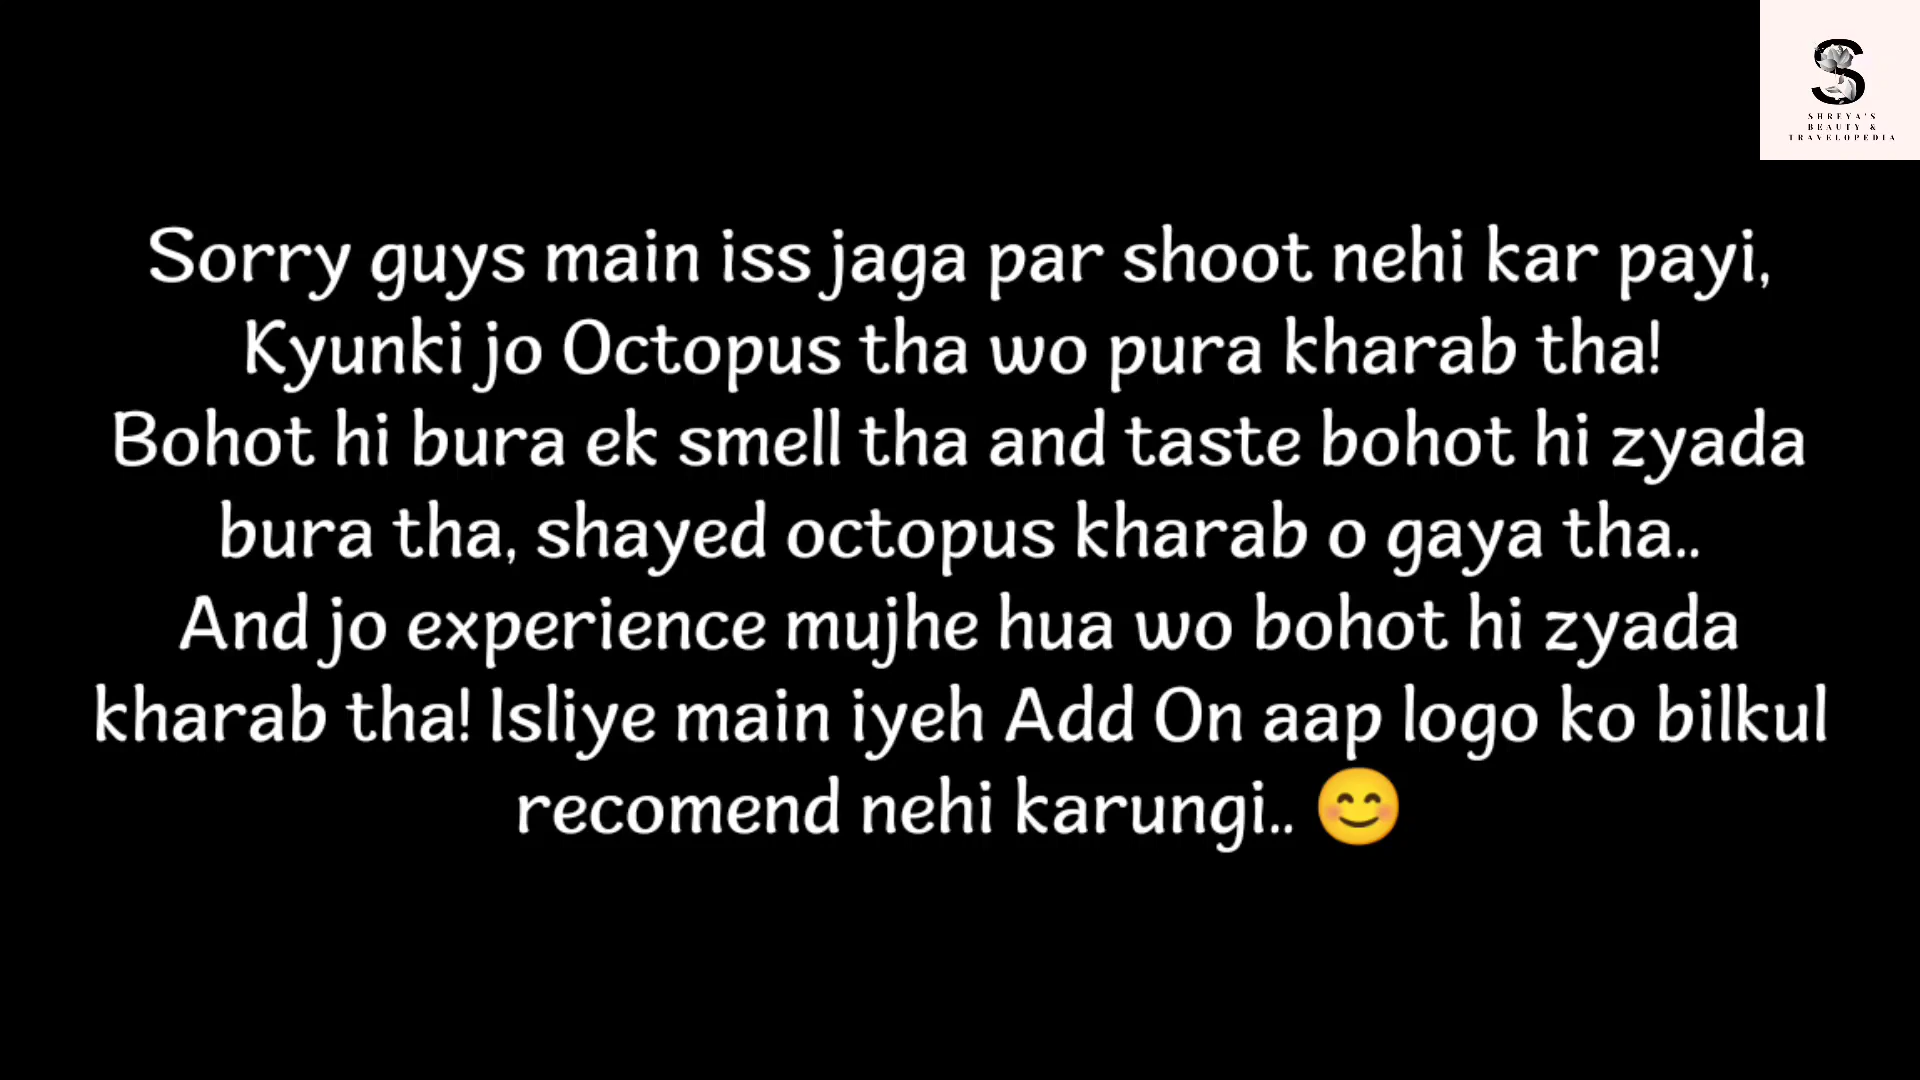 S
SHREYA'S
BEAUTY &
TRAVELOPEDIA
Sorry guys main iss jaga par shoot nehi kar payi,
Kyunki jo Octopus tha wo pura kharab tha!
Bohot hi bura ek smell tha and taste bohot hi zyada
bura tha, shayed octopus kharab o gaya tha..
And jo experience mujhe hua wo bohot hi zyada
kharab tha! Isliye main iyeh Add On aap logo ko bilkul
recomend nehi karungi.. 😊